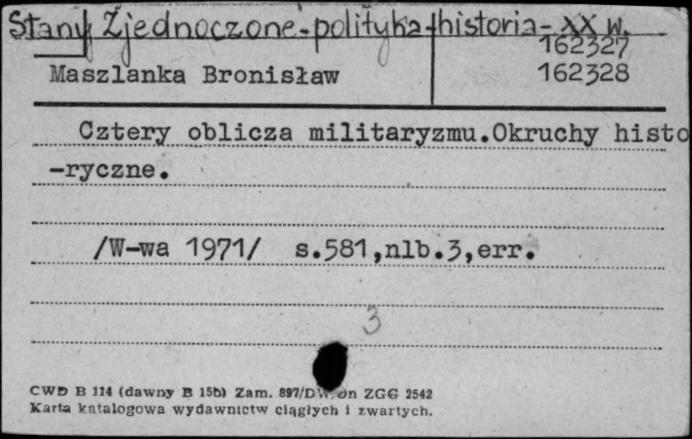 Stany Zjednoczone-polityka-historia-XX w.
162327
Maszlanka Bronisław 162328
Cztery oblicza militaryzmu.Okruchy histo
-ryczne.
/W-wa 1971/ s.581,nlb.3,err.
3
CWD B 114 (dawny B 15b) Zam. 897/DW. ZGG 2542
Karta katalogowa wydawnictw ciągłych i zwartych.